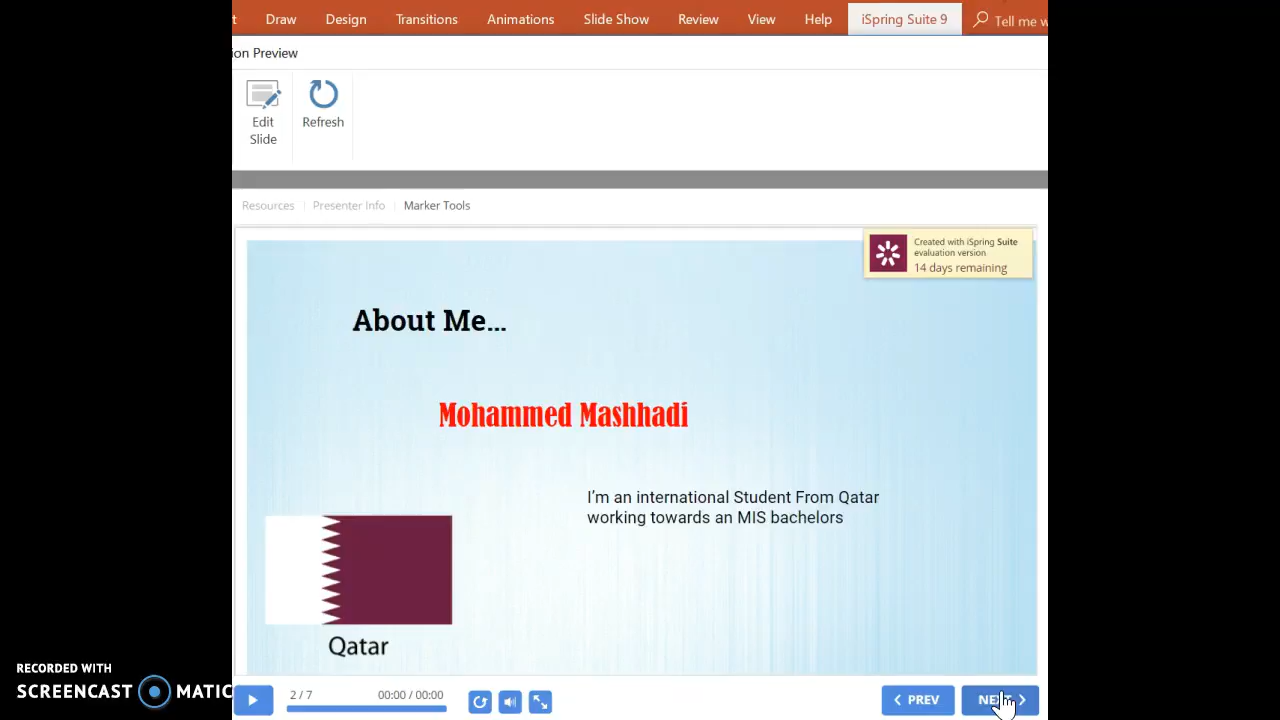 t Draw Design Transitions Animations Slide Show Review View Help iSpring Suite 9 Tell me w
ion Preview
Edit
Slide
Refresh
Resources Presenter Info Marker Tools
Created with iSpring Suite
evaluation version
14 days remaining
About Me...
Mohammed Mashhadi
I'm an international Student From Qatar
working towards an MIS bachelors
Qatar
RECORDED WITH
SCREENCAST MATIC
2 / 7 00:00 / 00:00 PREV NEXT